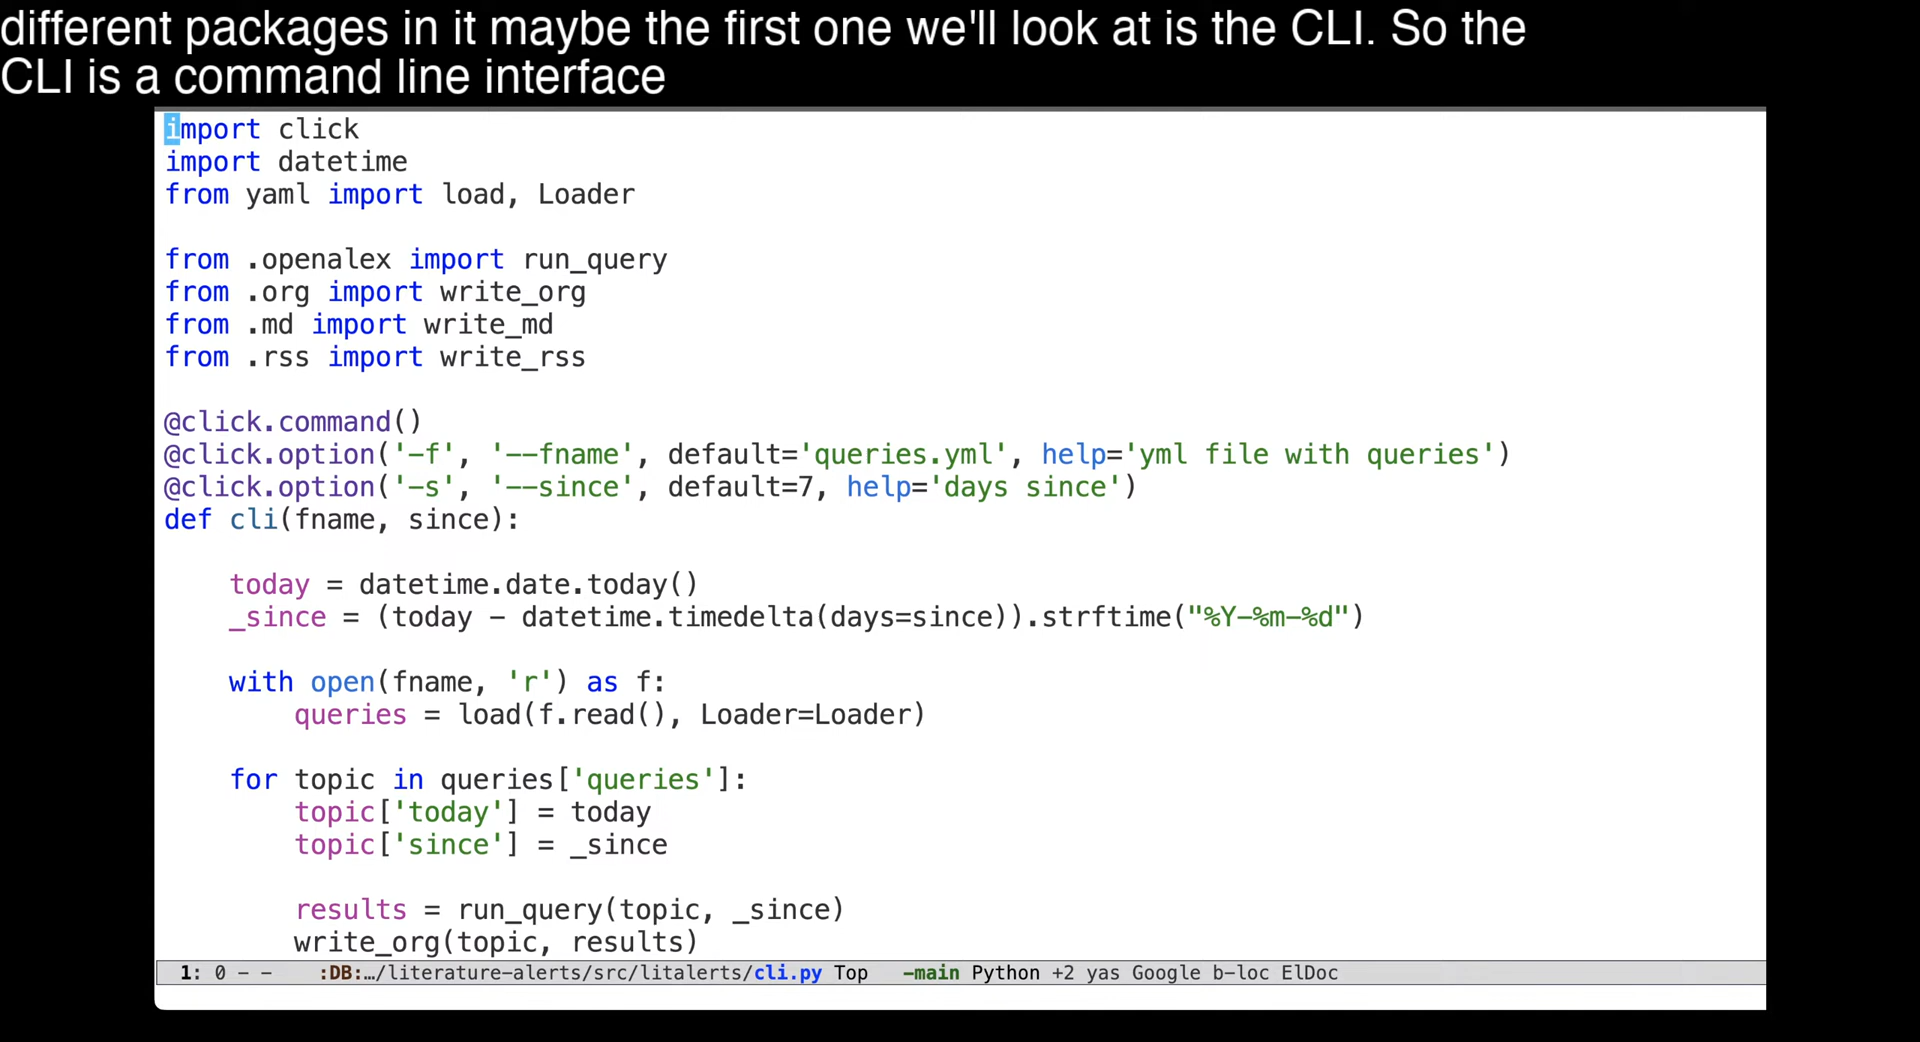 different packages in it maybe the first one we'll look at is the CLI. So the
CLI is a command line interface
import click
import datetime
from yaml import load, Loader
from .openalex import run_query
from .org import write_org
from .md import write_md
from .rss import write_rss
@click.command()
@click.option('-f', '--fname', default='queries.yml', help='yml file with queries')
@click.option('-s', '--since', default=7, help='days since')
def cli(fname, since):
    today = datetime.date.today()
    _since = (today - datetime.timedelta(days=since)).strftime("%Y-%m-%d")
    with open(fname, 'r') as f:
        queries = load(f.read(), Loader=Loader)
    for topic in queries['queries']:
        topic['today'] = today
        topic['since'] = _since
        results = run_query(topic, _since)
        write_org(topic, results)
1: 0 - - :DB:…/literature-alerts/src/litalerts/cli.py Top -main Python +2 yas Google b-loc ElDoc